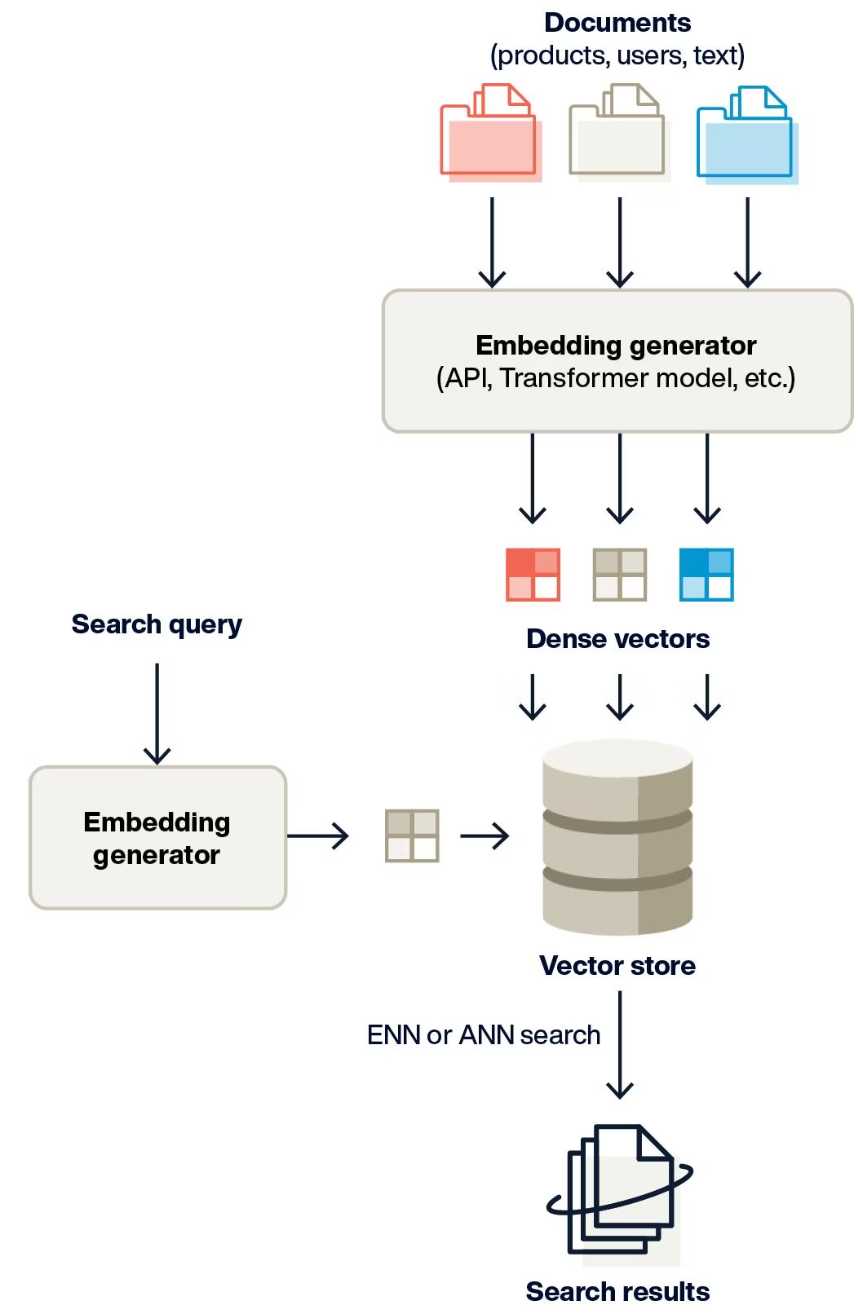 Documents
(products, users, text)
Embedding generator
(API, Transformer model, etc.)
Dense vectors
Search query
Embedding
generator
Vector store
ENN or ANN search
Search results